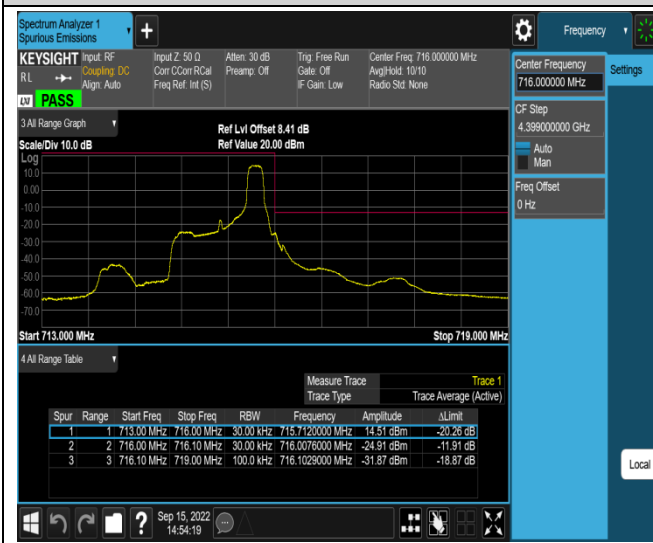 Spectrum Analyzer 1
Spurious Emissions
+
Frequency
KEYSIGHT
RL
LXI
PASS
Input: RF
Coupling: DC
Align: Auto
Input Z: 50 Ω
Corr CCorr RCal
Freq Ref: Int (S)
Atten: 30 dB
Preamp: Off
Trig: Free Run
Gate: Off
IF Gain: Low
Center Freq: 716.000000 MHz
Avg|Hold: 10/10
Radio Std: None
Center Frequency
716.000000 MHz
Settings
CF Step
4.399000000 GHz
Auto
Man
Freq Offset
0 Hz
3 All Range Graph
Ref Lvl Offset 8.41 dB
Scale/Div 10.0 dB
Ref Value 20.00 dBm
Log
10.0
0.00
-10.0
-20.0
-30.0
-40.0
-50.0
-60.0
-70.0
Start 713.000 MHz
Stop 719.000 MHz
4 All Range Table
Measure Trace Trace 1
Trace Type Trace Average (Active)
Spur Range Start Freq Stop Freq RBW Frequency Amplitude ΔLimit
1 1 713.00 MHz 716.00 MHz 30.00 kHz 715.7120000 MHz 14.51 dBm -20.26 dB
2 2 716.00 MHz 716.10 MHz 30.00 kHz 716.0076000 MHz -24.91 dBm -11.91 dB
3 3 716.10 MHz 719.00 MHz 100.0 kHz 716.1029000 MHz -31.87 dBm -18.87 dB
Local
?
Sep 15, 2022
14:54:19